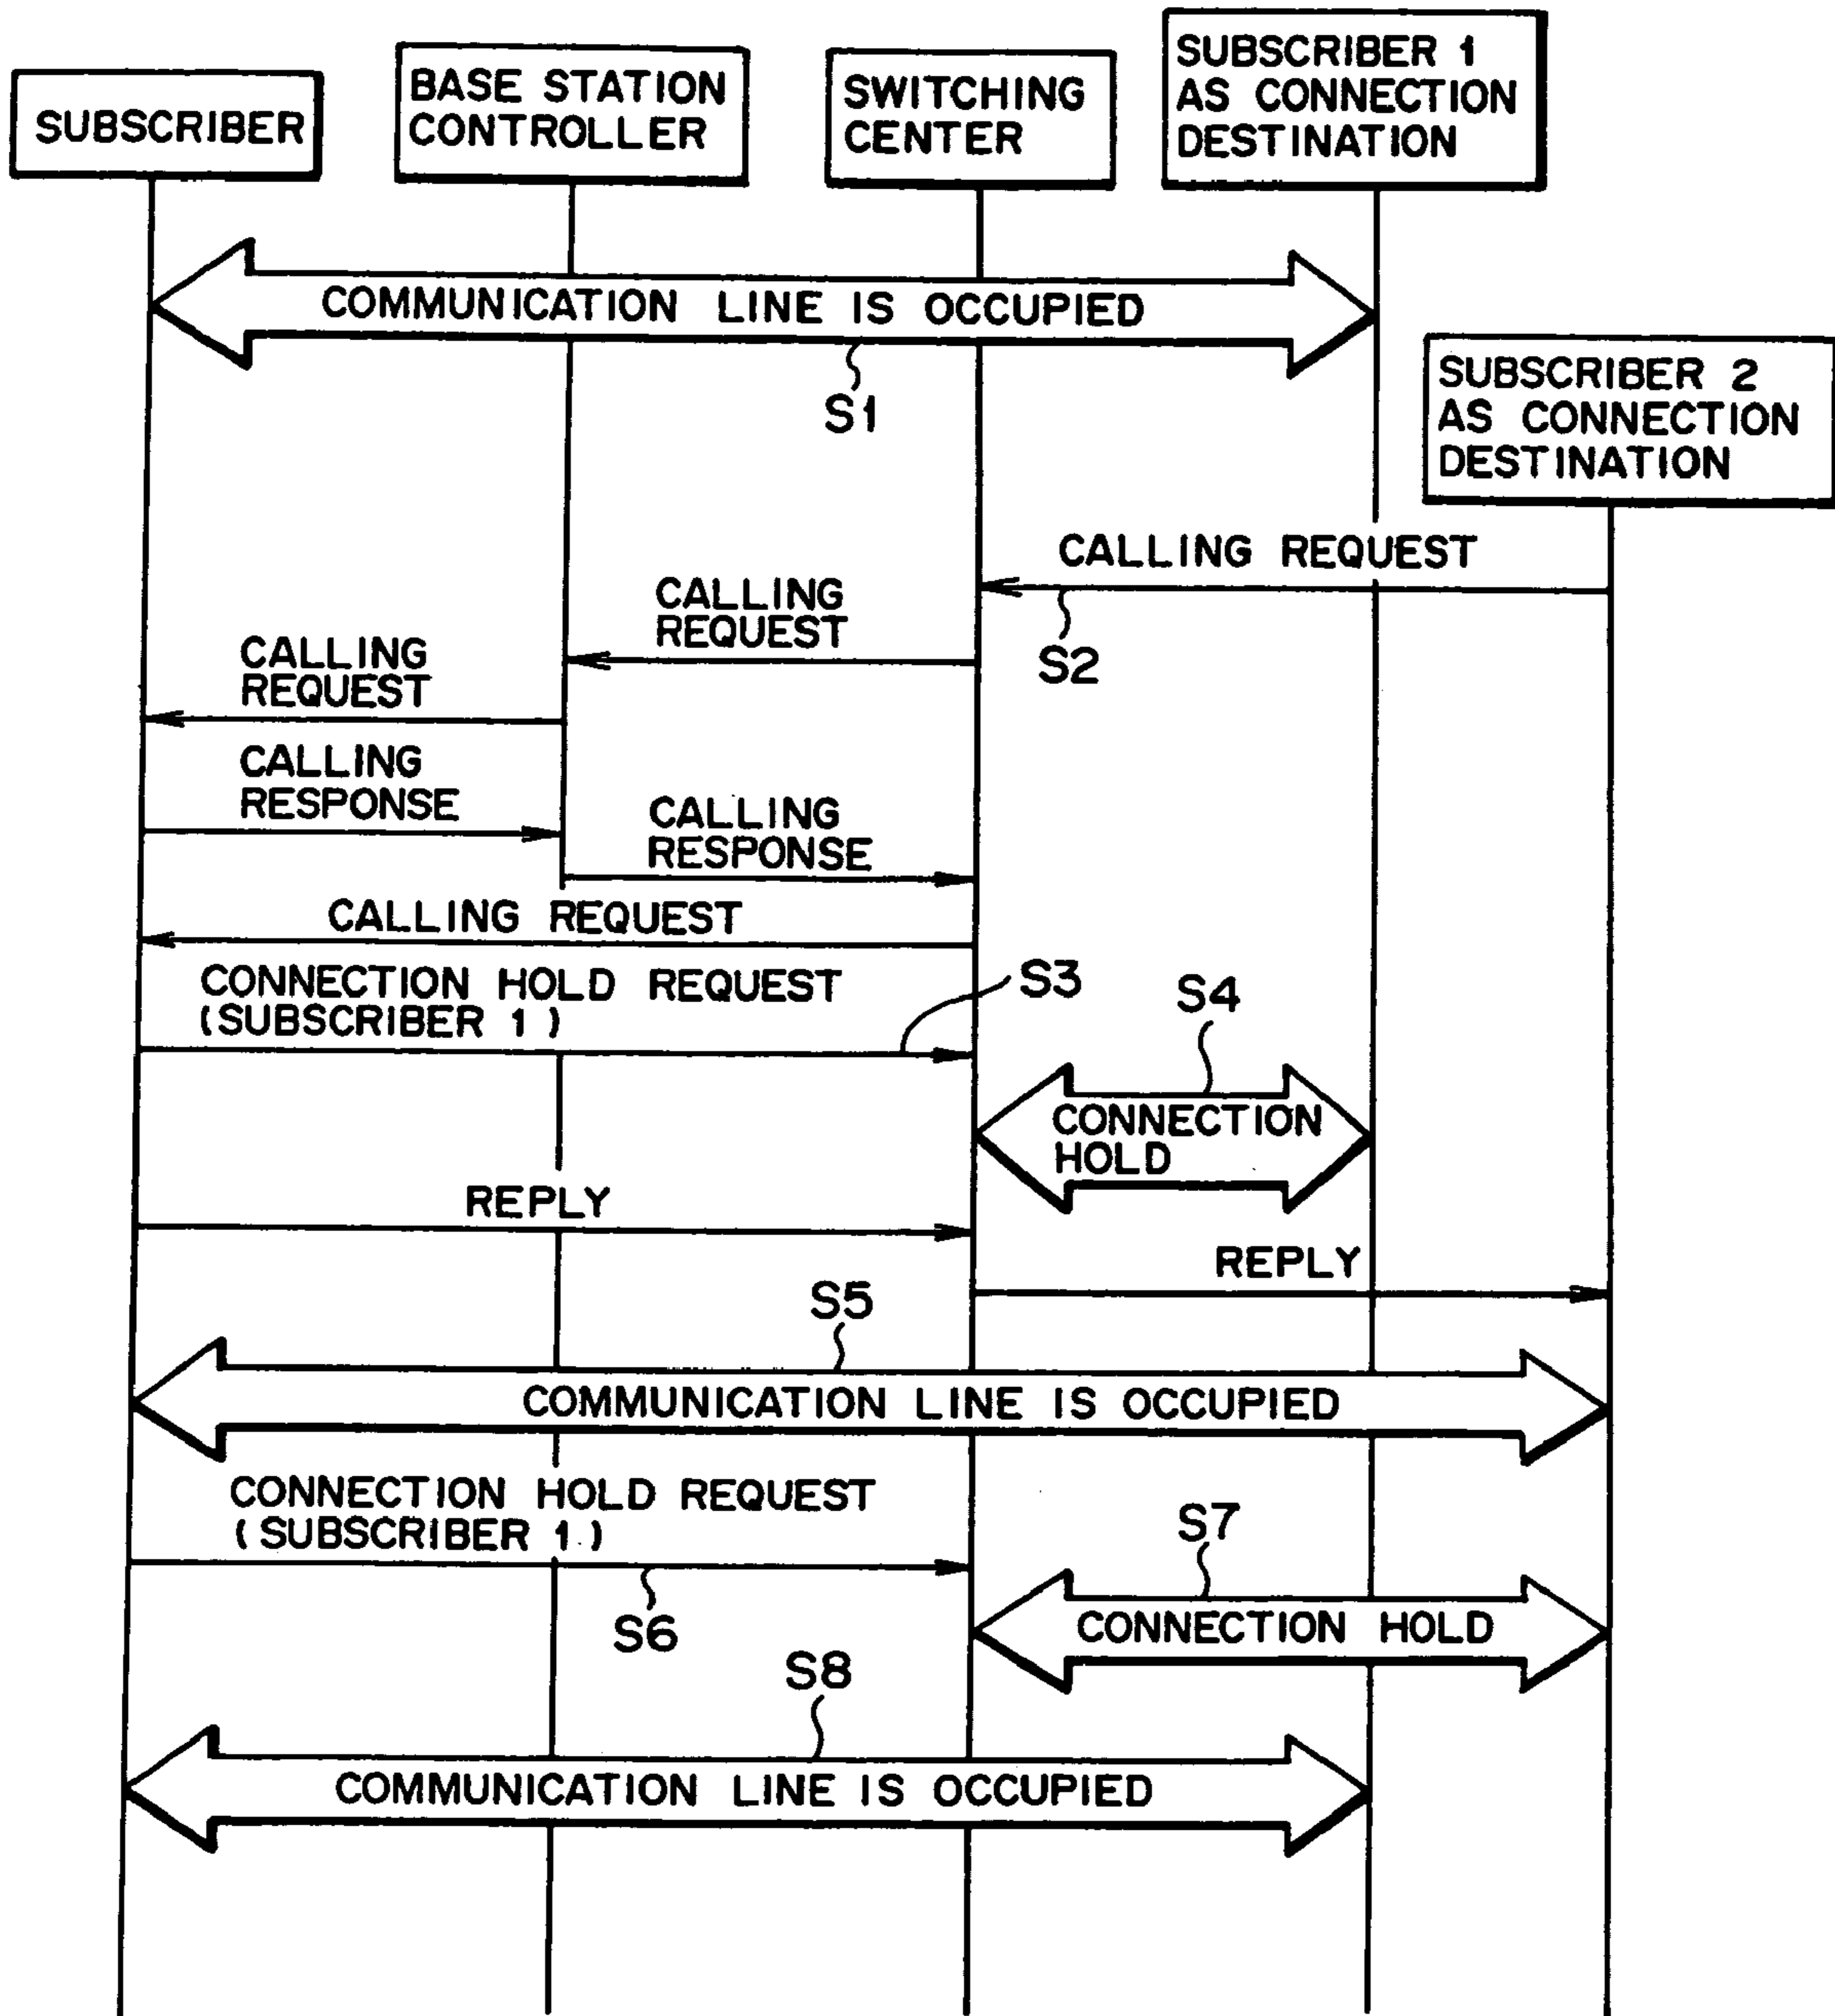 SUBSCRIBER
BASE STATION
CONTROLLER
SWITCHING
CENTER
SUBSCRIBER 1
AS CONNECTION
DESTINATION
COMMUNICATION LINE IS OCCUPIED
S1
SUBSCRIBER 2
AS CONNECTION
DESTINATION
CALLING REQUEST
S2
CALLING
REQUEST
CALLING
REQUEST
CALLING
RESPONSE
CALLING
RESPONSE
CALLING REQUEST
CONNECTION HOLD REQUEST
(SUBSCRIBER 1)
S3
S4
CONNECTION
HOLD
REPLY
REPLY
S5
COMMUNICATION LINE IS OCCUPIED
CONNECTION HOLD REQUEST
(SUBSCRIBER 1)
S6
S7
CONNECTION HOLD
S8
COMMUNICATION LINE IS OCCUPIED